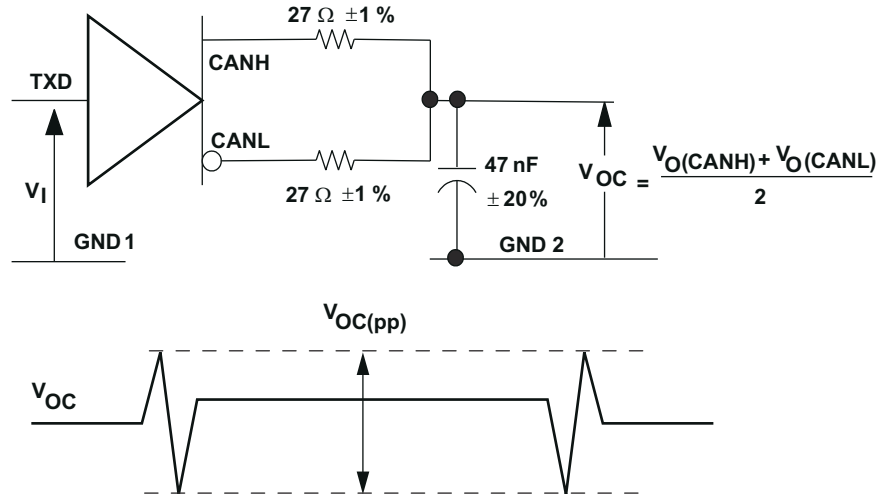 27 Ω ±1 %
CANH
TXD
CANL
V_I
27 Ω ±1 %
47 nF
±20%
V_OC = (V_O(CANH) + V_O(CANL)) / 2
GND 1
GND 2
V_OC(pp)
V_OC